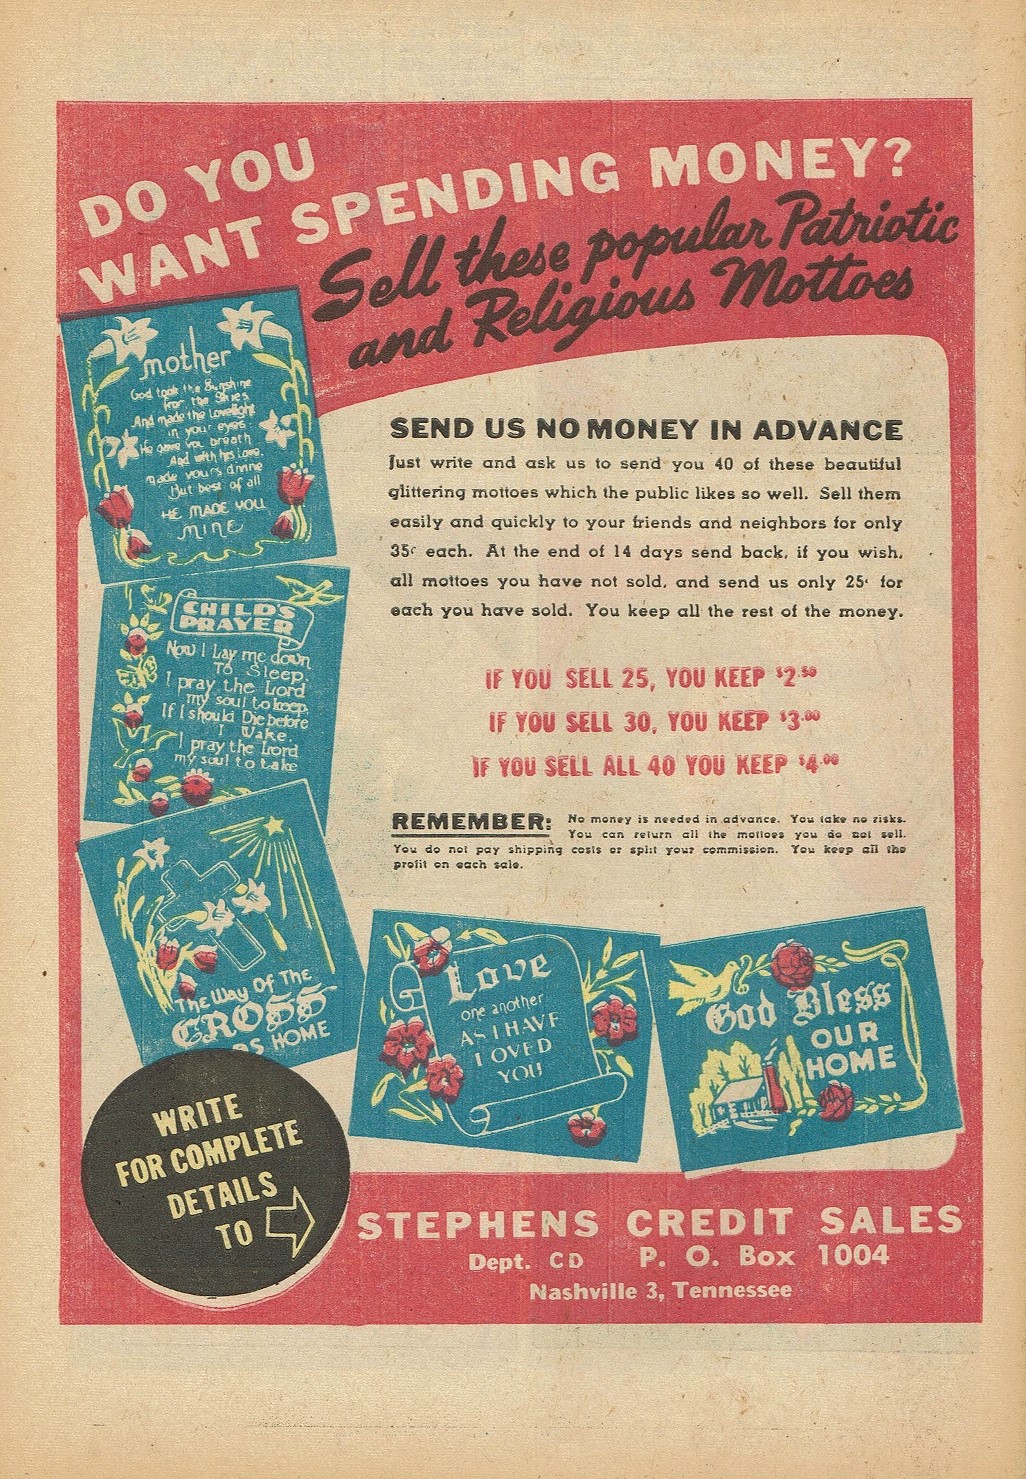 DO YOU
WANT SPENDING MONEY?
Sell these popular Patriotic
and Religious Mottoes
mother
God took the Sunshine
from the Skies
And made the Lovelight
in your eyes:
He gave you breath
And with his Love,
made yours divine
But best of all
HE MADE YOU
MINE
SEND US NO MONEY IN ADVANCE
Just write and ask us to send you 40 of these beautiful
glittering mottoes which the public likes so well. Sell them
easily and quickly to your friends and neighbors for only
35¢ each. At the end of 14 days send back, if you wish,
all mottoes you have not sold, and send us only 25¢ for
each you have sold. You keep all the rest of the money.
CHILD'S
PRAYER
Now I Lay me down
To Sleep.
I pray the Lord
my soul to keep.
If I should Die before
I Wake.
I pray the Lord
my soul to take
IF YOU SELL 25, YOU KEEP $2.50
IF YOU SELL 30, YOU KEEP $3.00
IF YOU SELL ALL 40 YOU KEEP $4.00
REMEMBER: No money is needed in advance. You take no risks.
You can return all the mottoes you do not sell.
You do not pay shipping costs or split your commission. You keep all the
profit on each sale.
The Way Of The
CROSS
HOME
Love
one another
AS I HAVE
LOVED
YOU
God Bless
OUR
HOME
WRITE
FOR COMPLETE
DETAILS
TO
STEPHENS CREDIT SALES
Dept. CD P. O. Box 1004
Nashville 3, Tennessee